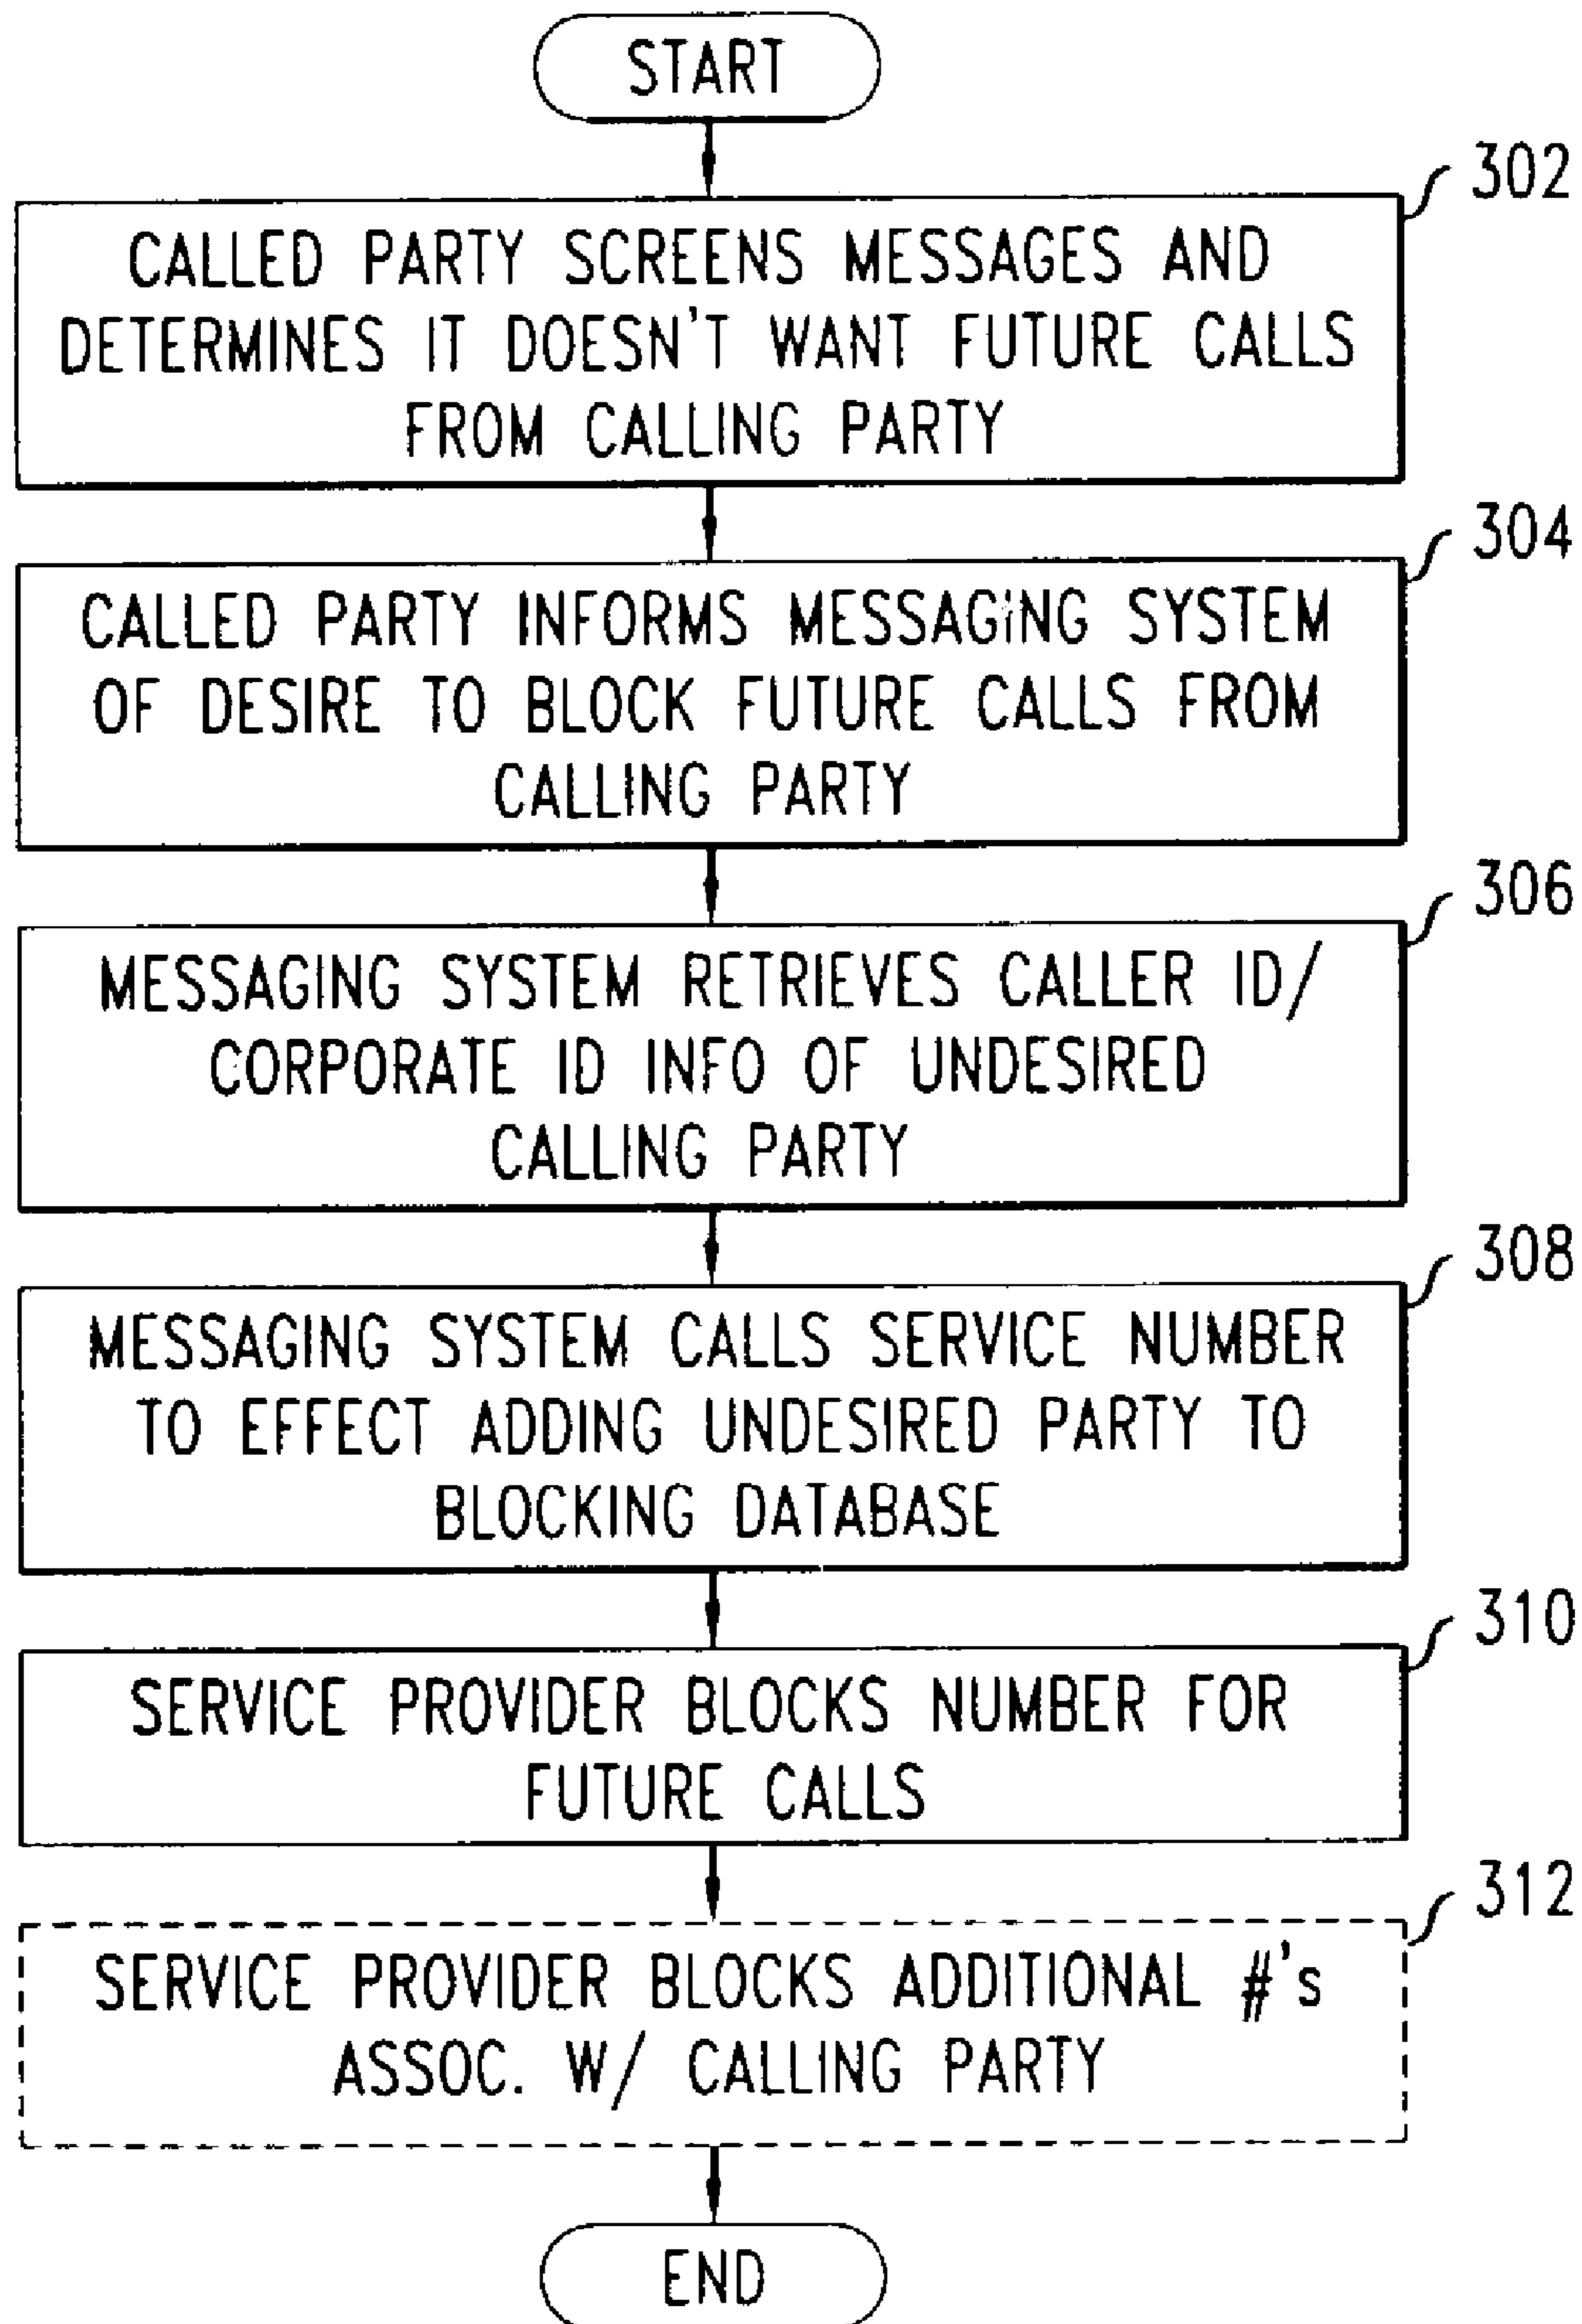 START
302
CALLED PARTY SCREENS MESSAGES AND
DETERMINES IT DOESN'T WANT FUTURE CALLS
FROM CALLING PARTY
304
CALLED PARTY INFORMS MESSAGING SYSTEM
OF DESIRE TO BLOCK FUTURE CALLS FROM
CALLING PARTY
306
MESSAGING SYSTEM RETRIEVES CALLER ID/
CORPORATE ID INFO OF UNDESIRED
CALLING PARTY
308
MESSAGING SYSTEM CALLS SERVICE NUMBER
TO EFFECT ADDING UNDESIRED PARTY TO
BLOCKING DATABASE
310
SERVICE PROVIDER BLOCKS NUMBER FOR
FUTURE CALLS
312
SERVICE PROVIDER BLOCKS ADDITIONAL #'s
ASSOC. W/ CALLING PARTY
END